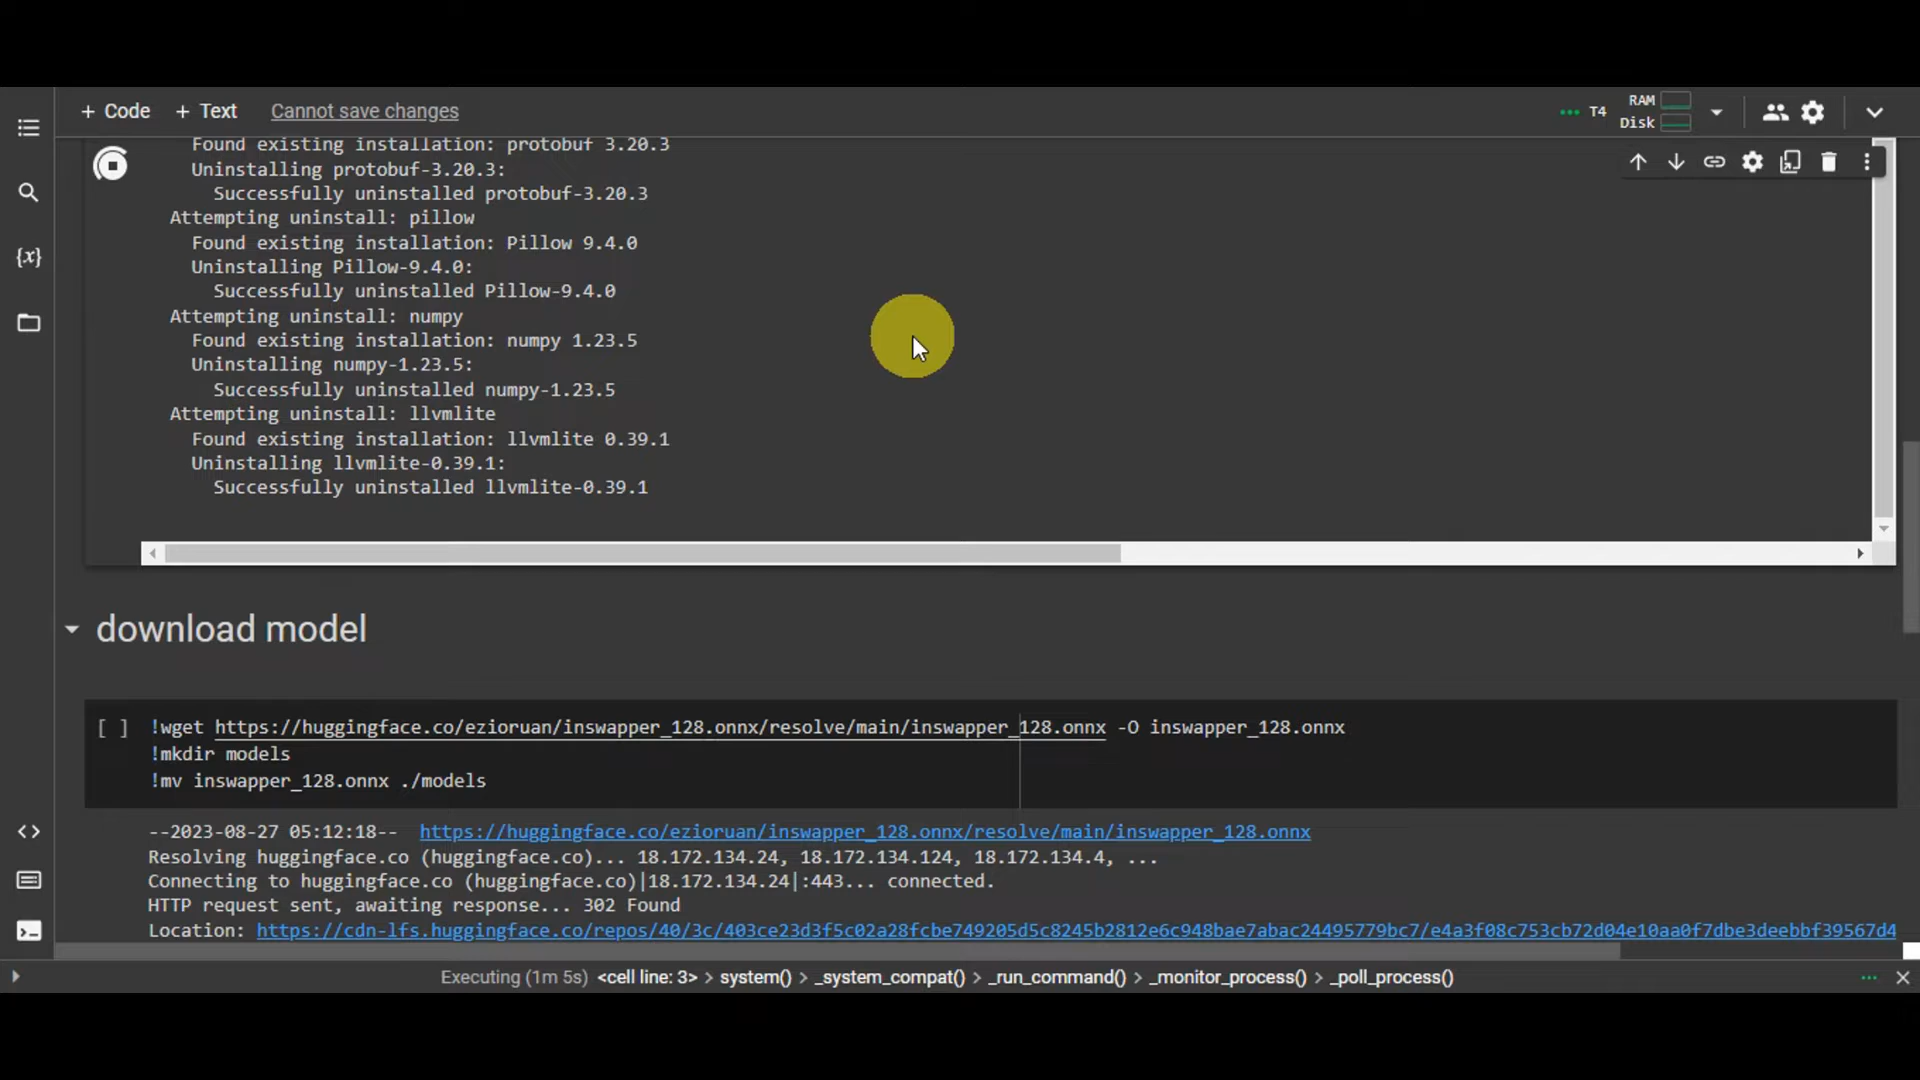 + Code + Text Cannot save changes
T4 RAM Disk
Found existing installation: protobuf 3.20.3
Uninstalling protobuf-3.20.3:
Successfully uninstalled protobuf-3.20.3
Attempting uninstall: pillow
Found existing installation: Pillow 9.4.0
Uninstalling Pillow-9.4.0:
Successfully uninstalled Pillow-9.4.0
Attempting uninstall: numpy
Found existing installation: numpy 1.23.5
Uninstalling numpy-1.23.5:
Successfully uninstalled numpy-1.23.5
Attempting uninstall: llvmlite
Found existing installation: llvmlite 0.39.1
Uninstalling llvmlite-0.39.1:
Successfully uninstalled llvmlite-0.39.1
download model
[ ] !wget https://huggingface.co/ezioruan/inswapper_128.onnx/resolve/main/inswapper_128.onnx -O inswapper_128.onnx
!mkdir models
!mv inswapper_128.onnx ./models
--2023-08-27 05:12:18-- https://huggingface.co/ezioruan/inswapper_128.onnx/resolve/main/inswapper_128.onnx
Resolving huggingface.co (huggingface.co)... 18.172.134.24, 18.172.134.124, 18.172.134.4, ...
Connecting to huggingface.co (huggingface.co)|18.172.134.24|:443... connected.
HTTP request sent, awaiting response... 302 Found
Location: https://cdn-lfs.huggingface.co/repos/40/3c/403ce23d3f5c02a28fcbe749205d5c8245b2812e6c948bae7abac24495779bc7/e4a3f08c753cb72d04e10aa0f7dbe3deebbf39567d4
Executing (1m 5s) <cell line: 3> > system() > _system_compat() > _run_command() > _monitor_process() > _poll_process()